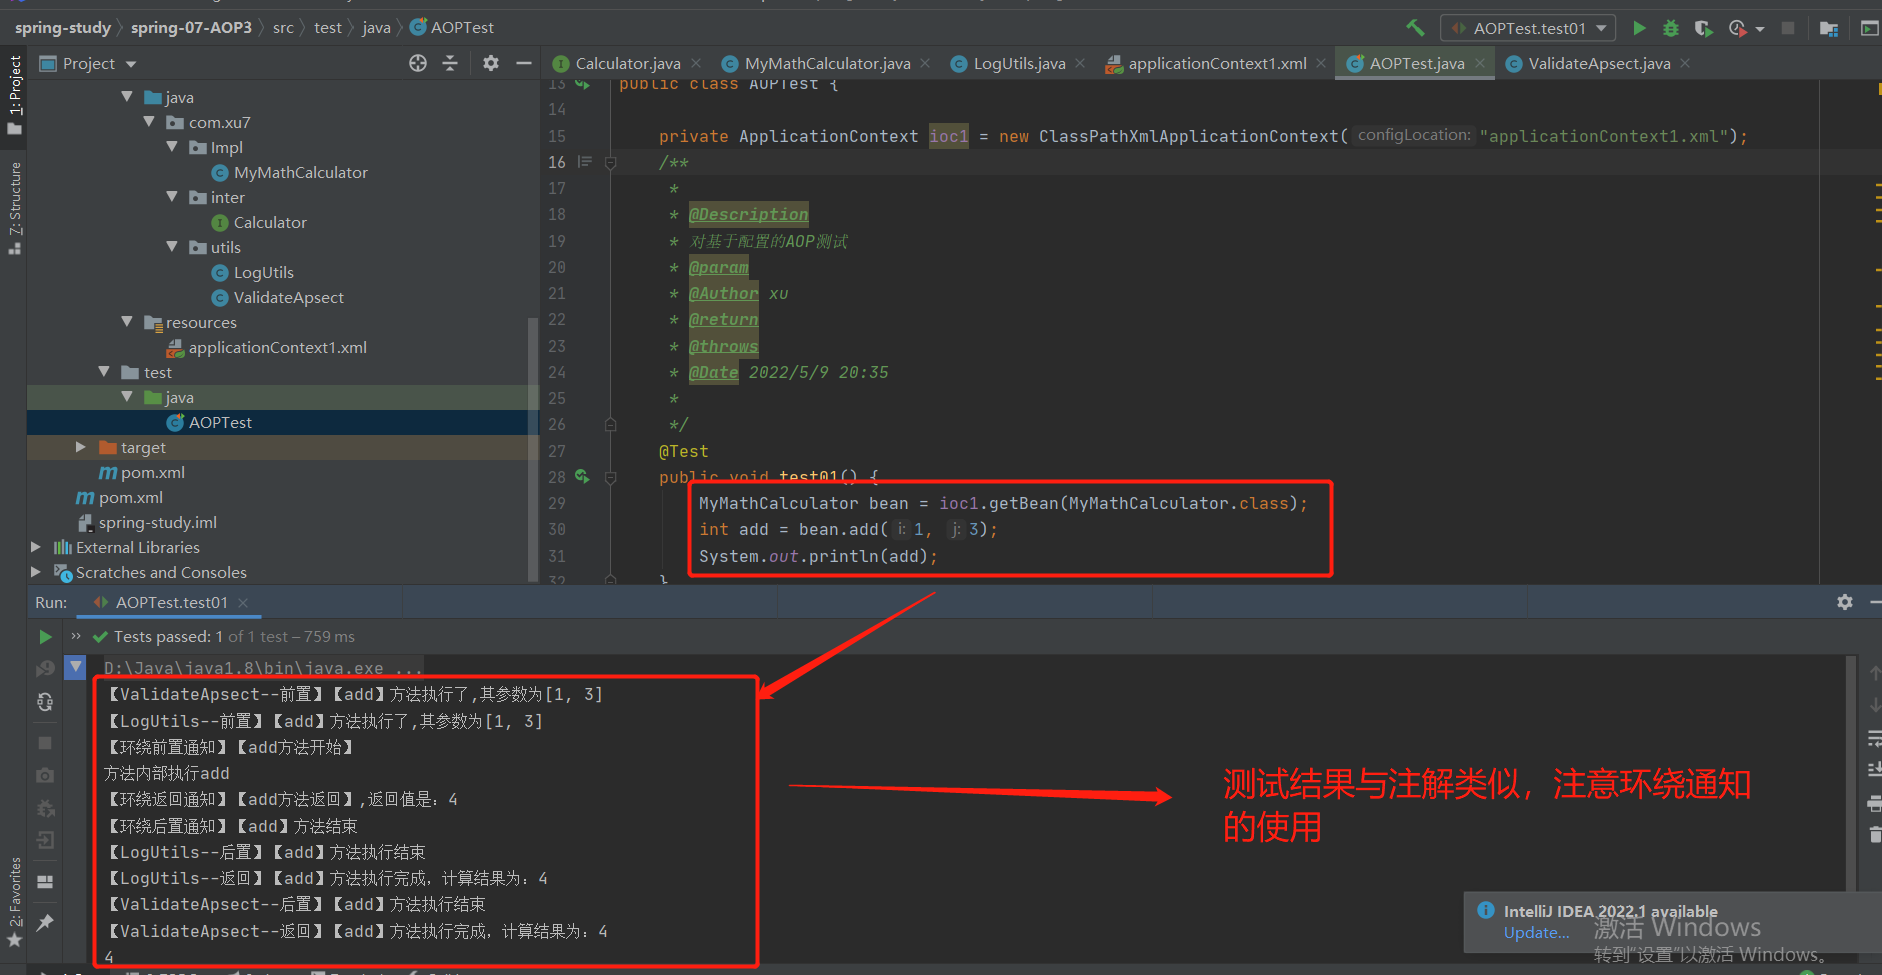 spring-study spring-07-AOP3 src test java AOPTest
AOPTest.test01
Project
Calculator.java MyMathCalculator.java LogUtils.java applicationContext1.xml AOPTest.java ValidateApsect.java
1: Project
7: Structure
2: Favorites
java
com.xu7
Impl
MyMathCalculator
inter
Calculator
utils
LogUtils
ValidateApsect
resources
applicationContext1.xml
test
java
AOPTest
target
pom.xml
pom.xml
spring-study.iml
External Libraries
Scratches and Consoles
13 public class AOPTest {
14
15 private ApplicationContext ioc1 = new ClassPathXmlApplicationContext( configLocation: "applicationContext1.xml");
16 /**
17 *
18 * @Description
19 * 对基于配置的AOP测试
20 * @param
21 * @Author xu
22 * @return
23 * @throws
24 * @Date 2022/5/9 20:35
25 *
26 */
27 @Test
28 public void test01() {
29 MyMathCalculator bean = ioc1.getBean(MyMathCalculator.class);
30 int add = bean.add( i: 1, j: 3);
31 System.out.println(add);
32 }
Run: AOPTest.test01
Tests passed: 1 of 1 test – 759 ms
D:\Java\java1.8\bin\java.exe ...
【ValidateApsect--前置】【add】方法执行了,其参数为[1, 3]
【LogUtils--前置】【add】方法执行了,其参数为[1, 3]
【环绕前置通知】【add方法开始】
方法内部执行add
【环绕返回通知】【add方法返回】,返回值是：4
【环绕后置通知】【add】方法结束
【LogUtils--后置】【add】方法执行结束
【LogUtils--返回】【add】方法执行完成，计算结果为：4
【ValidateApsect--后置】【add】方法执行结束
【ValidateApsect--返回】【add】方法执行完成，计算结果为：4
4
测试结果与注解类似，注意环绕通知
的使用
IntelliJ IDEA 2022.1 available
Update...
激活 Windows
转到"设置"以激活 Windows。